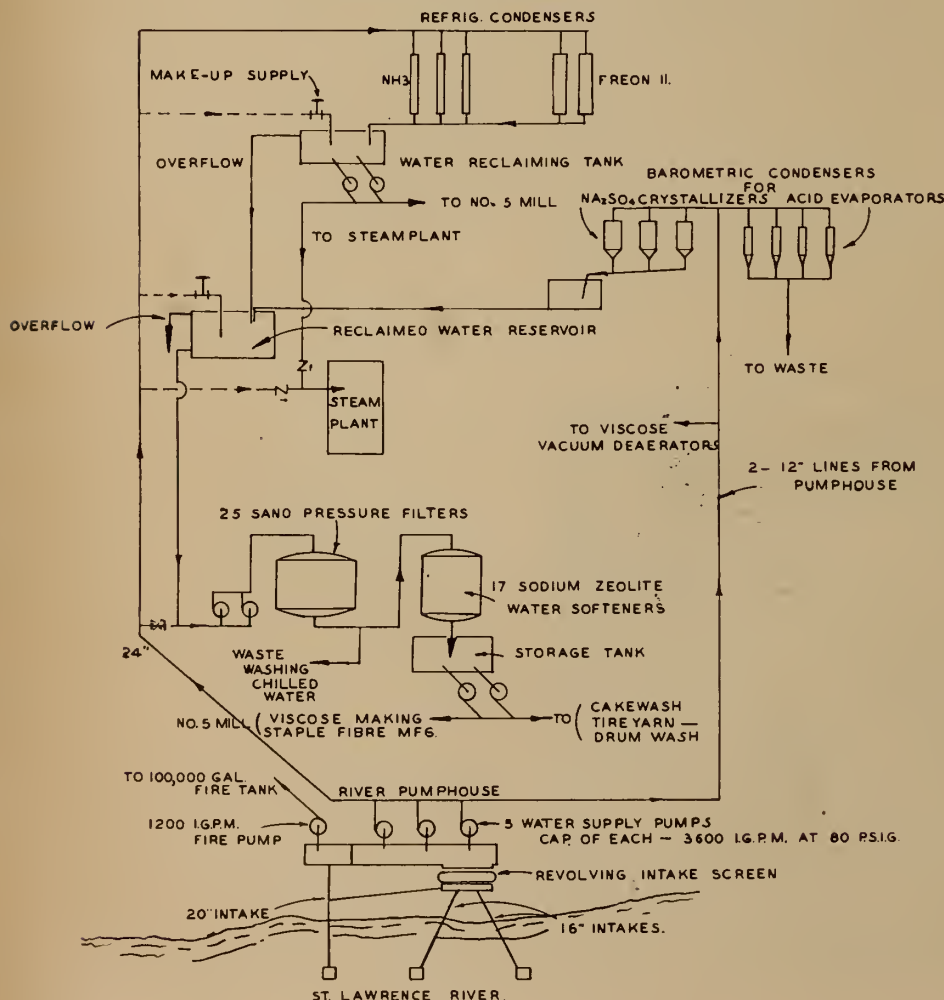 REFRIG. CONDENSERS
MAKE-UP SUPPLY
NH3
FREON 11.
OVERFLOW
WATER RECLAIMING TANK
BAROMETRIC CONDENSERS
FOR
NA2SO4 CRYSTALLIZERS ACID EVAPORATORS
TO NO. 5 MILL
TO STEAMPLANT
OVERFLOW
RECLAIMED WATER RESERVOIR
TO WASTE
STEAM
PLANT
TO VISCOSE
VACUUM DEAERATORS
2- 12" LINES FROM
PUMPHOUSE
25 SAND PRESSURE FILTERS
17 SODIUM ZEOLITE
WATER SOFTENERS
24"
WASTE
WASHING
CHILLED
WATER
STORAGE TANK
NO. 5 MILL ( VISCOSE MAKING
STAPLE FIBRE MFG.
TO ( CAKEWASH
TIREYARN —
DRUM WASH
TO 100,000 GAL.
FIRE TANK
RIVER PUMPHOUSE
1200 I.G.P.M.
FIRE PUMP
5 WATER SUPPLY PUMPS
CAP. OF EACH — 3600 I.G.P.M. AT 80 P.S.I.G.
REVOLVING INTAKE SCREEN
20" INTAKE
16" INTAKES.
ST. LAWRENCE RIVER.